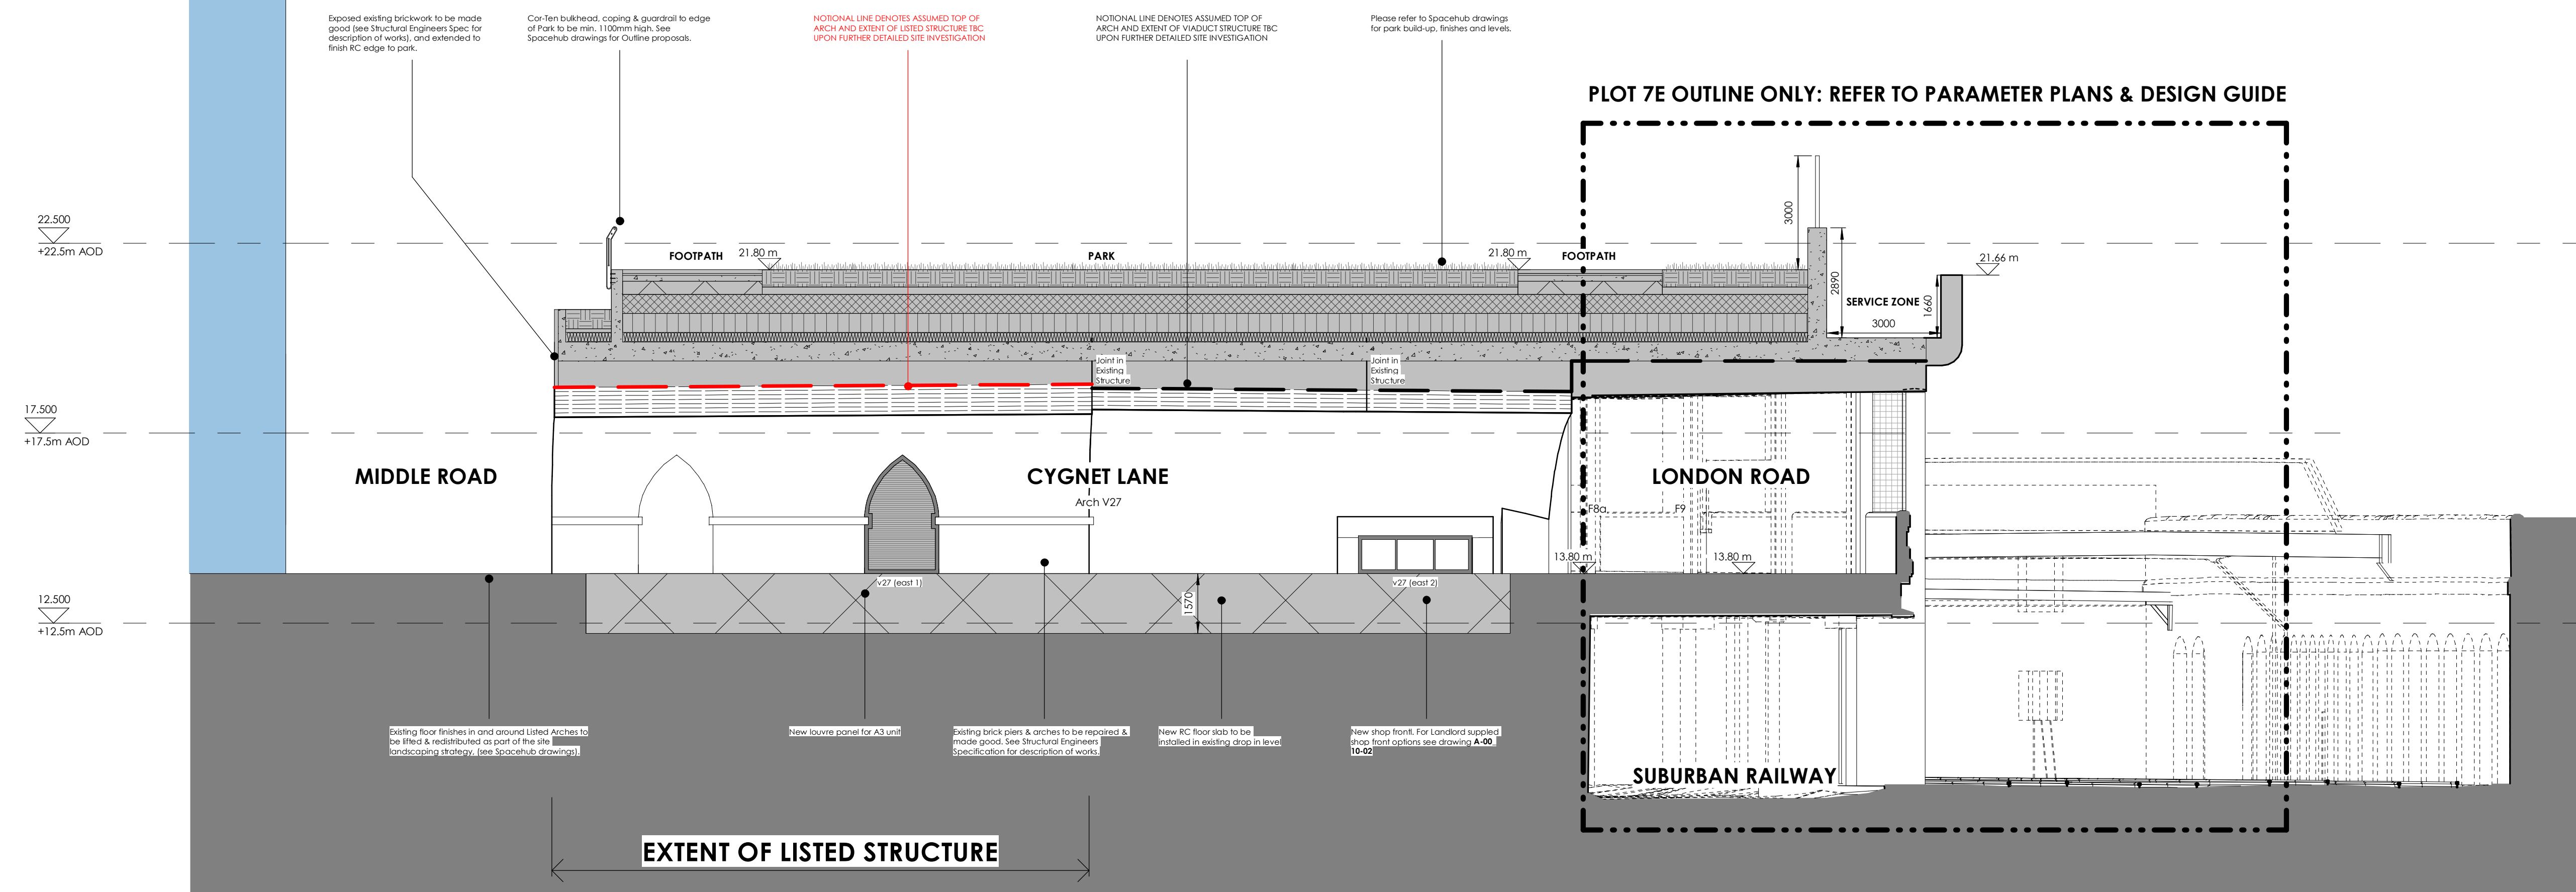 Exposed existing brickwork to be made
good (see Structural Engineers Spec for
description of works), and extended to
finish RC edge to park.
Cor-Ten bulkhead, coping & guardrail to edge
of Park to be min. 1100mm high. See
Spacehub drawings for Outline proposals.
NOTIONAL LINE DENOTES ASSUMED TOP OF
ARCH AND EXTENT OF LISTED STRUCTURE TBC
UPON FURTHER DETAILED SITE INVESTIGATION
NOTIONAL LINE DENOTES ASSUMED TOP OF
ARCH AND EXTENT OF VIADUCT STRUCTURE TBC
UPON FURTHER DETAILED SITE INVESTIGATION
Please refer to Spacehub drawings
for park build-up, finishes and levels.
PLOT 7E OUTLINE ONLY: REFER TO PARAMETER PLANS & DESIGN GUIDE
3000
22.500
+22.5m AOD
FOOTPATH
21.80 m
PARK
21.80 m
FOOTPATH
21.66 m
2890
SERVICE ZONE
1660
3000
Joint in
Existing
Structure
Joint in
Existing
Structure
17.500
+17.5m AOD
MIDDLE ROAD
CYGNET LANE
Arch V27
LONDON ROAD
F8a
F9
13.80 m
13.80 m
v27 (east 1)
v27 (east 2)
1570
12.500
+12.5m AOD
Existing floor finishes in and around Listed Arches to
be lifted & redistributed as part of the site
landscaping strategy, (see Spacehub drawings).
New louvre panel for A3 unit
Existing brick piers & arches to be repaired &
made good. See Structural Engineers
Specification for description of works.
New RC floor slab to be
installed in existing drop in level
New shop frontl. For Landlord suppled
shop front options see drawing A-00
10-02
SUBURBAN RAILWAY
EXTENT OF LISTED STRUCTURE